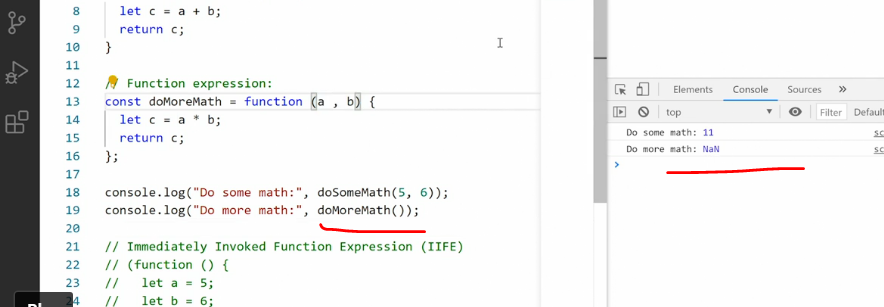 8 let c = a + b;
9 return c;
10 }
11
12 // Function expression:
13 const doMoreMath = function (a , b) {
14 let c = a * b;
15 return c;
16 };
17
18 console.log("Do some math:", doSomeMath(5, 6));
19 console.log("Do more math:", doMoreMath());
20
21 // Immediately Invoked Function Expression (IIFE)
22 // (function () {
23 // let a = 5;
24 // let b = 6;
Elements Console Sources »
top Filter Default
Do some math: 11 sc
Do more math: NaN sc
>